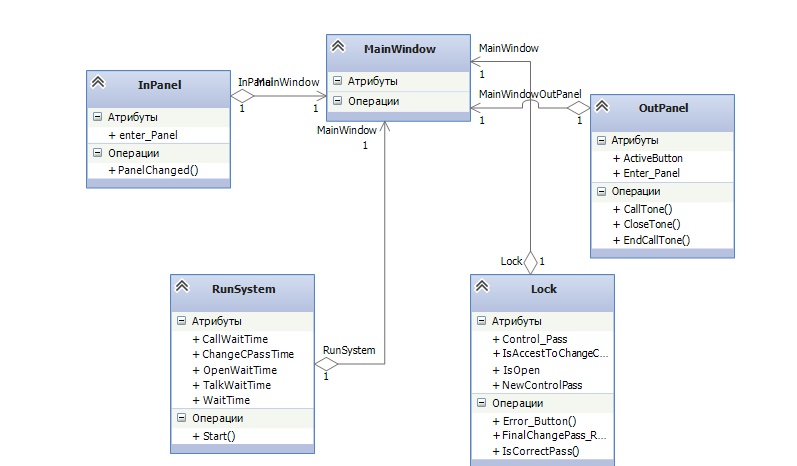 MainWindow
Атрибуты
Операции
InPanel
Атрибуты
+ enter_Panel
Операции
+ PanelChanged()
InPanel
MainWindow
1
1
MainWindow
1
MainWindow
1
MainWindow
OutPanel
1
1
OutPanel
Атрибуты
+ ActiveButton
+ Enter_Panel
Операции
+ CallTone()
+ CloseTone()
+ EndCallTone()
RunSystem
Атрибуты
+ CallWaitTime
+ ChangeCPassTime
+ OpenWaitTime
+ TalkWaitTime
+ WaitTime
Операции
+ Start()
RunSystem
1
Lock
1
Lock
Атрибуты
+ Control_Pass
+ IsAccestToChangeC...
+ IsOpen
+ NewControlPass
Операции
+ Error_Button()
+ FinalChangePass_R...
+ IsCorrectPass()